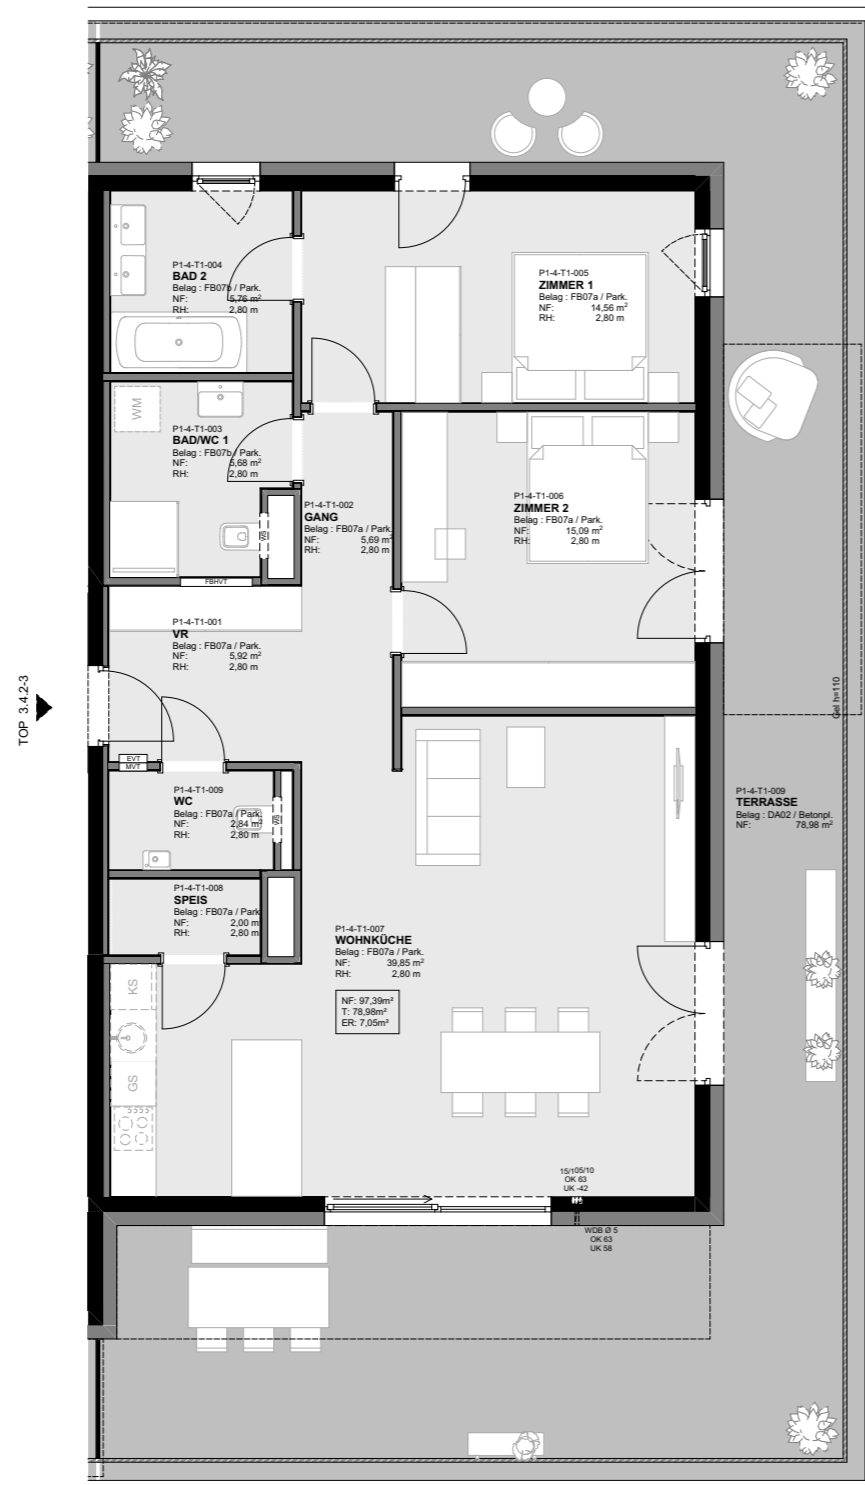 P1-4-T1-004
BAD 2
Belag : FB07b / Park.
NF: 5,76 m²
RH: 2,80 m
P1-4-T1-005
ZIMMER 1
Belag : FB07a / Park.
NF: 14,56 m²
RH: 2,80 m
WM
P1-4-T1-003
BAD/WC 1
Belag : FB07b / Park.
NF: 5,68 m²
RH: 2,80 m
WB
FBHVT
P1-4-T1-002
GANG
Belag : FB07a / Park.
NF: 5,69 m²
RH: 2,80 m
P1-4-T1-006
ZIMMER 2
Belag : FB07a / Park.
NF: 15,09 m²
RH: 2,80 m
P1-4-T1-001
VR
Belag : FB07a / Park.
NF: 5,92 m²
RH: 2,80 m
TOP 3.4.2-3
Gel h=110
EVT
MVT
P1-4-T1-009
WC
Belag : FB07a / Park.
NF: 2,84 m²
RH: 2,80 m
WB
P1-4-T1-009
TERRASSE
Belag : DA02 / Betonpl.
NF: 78,98 m²
P1-4-T1-008
SPEIS
Belag : FB07a / Park.
NF: 2,00 m²
RH: 2,80 m
P1-4-T1-007
WOHNKÜCHE
Belag : FB07a / Park.
NF: 39,85 m²
RH: 2,80 m
NF: 97,39m²
T: 78,98m²
ER: 7,05m²
KS
GS
OK 63
UK -42
WDB Ø 5
OK 63
UK 58